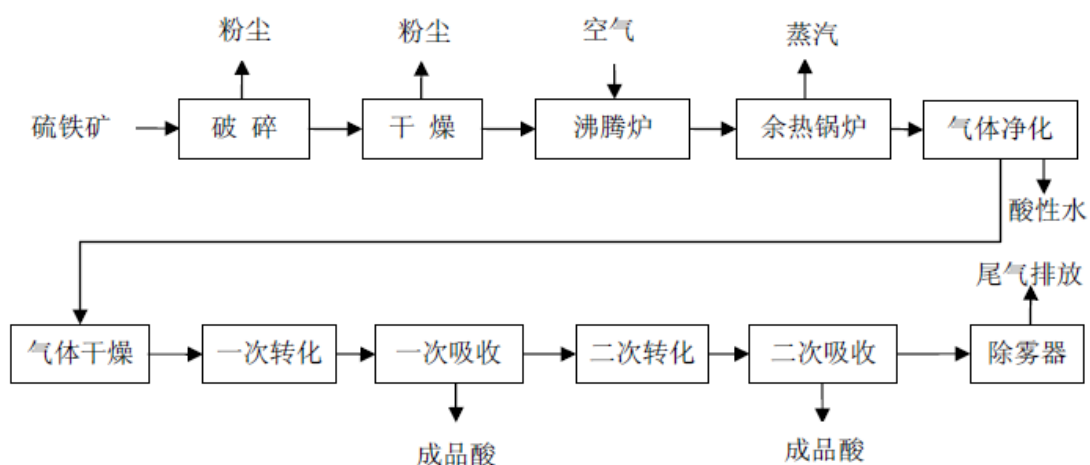 粉尘 粉尘 空气 蒸汽
硫铁矿 破 碎 干 燥 沸腾炉 余热锅炉 气体净化
酸性水
尾气排放
气体干燥 一次转化 一次吸收 二次转化 二次吸收 除雾器
成品酸 成品酸